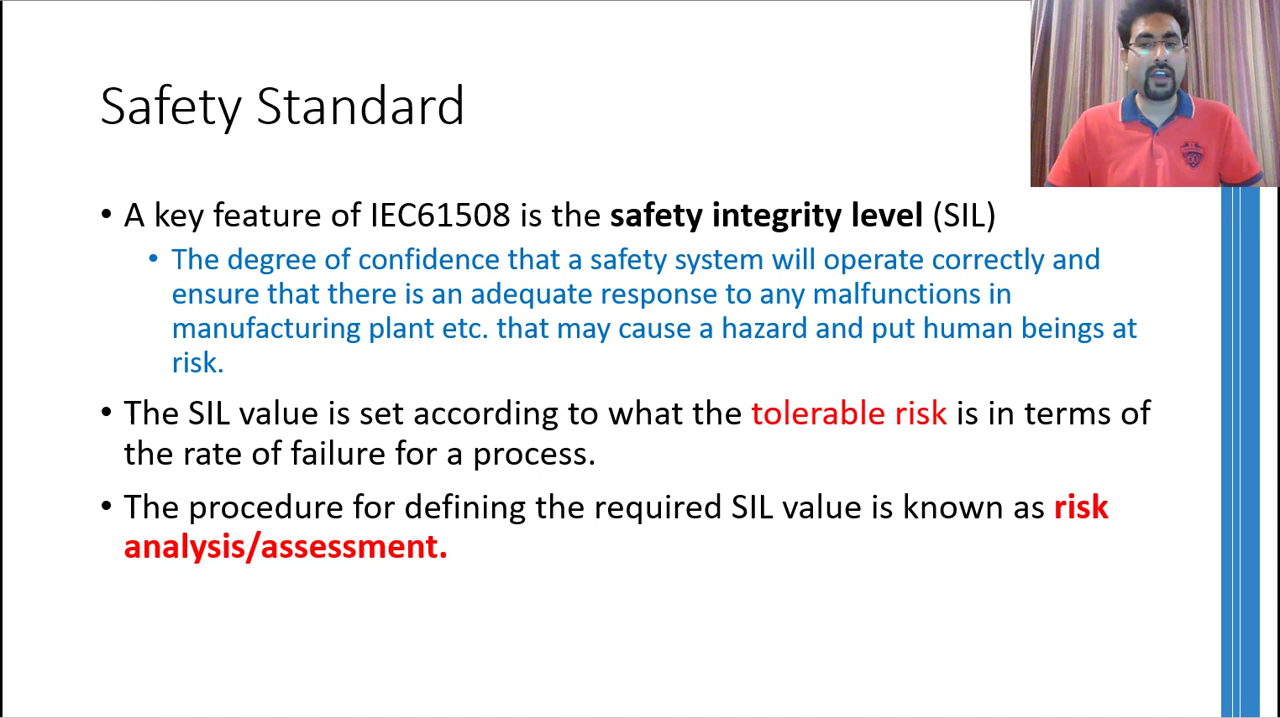 Safety Standard
• A key feature of IEC61508 is the safety integrity level (SIL)
• The degree of confidence that a safety system will operate correctly and
ensure that there is an adequate response to any malfunctions in
manufacturing plant etc. that may cause a hazard and put human beings at
risk.
• The SIL value is set according to what the tolerable risk is in terms of
the rate of failure for a process.
• The procedure for defining the required SIL value is known as risk
analysis/assessment.